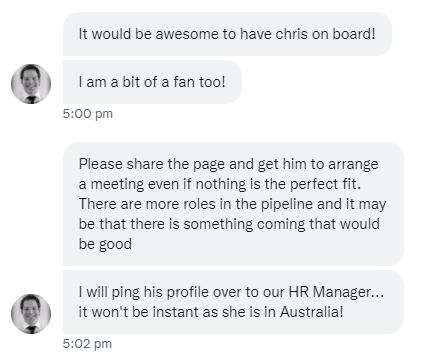 It would be awesome to have chris on board!
I am a bit of a fan too!
5:00 pm
Please share the page and get him to arrange
a meeting even if nothing is the perfect fit.
There are more roles in the pipeline and it may
be that there is something coming that would
be good
I will ping his profile over to our HR Manager...
it won't be instant as she is in Australia!
5:02 pm